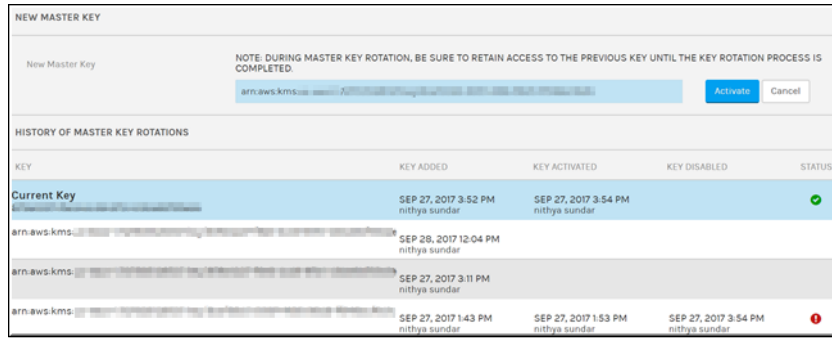 NEW MASTER KEY
NOTE: DURING MASTER KEY ROTATION, BE SURE TO RETAIN ACCESS TO THE PREVIOUS KEY UNTIL THE KEY ROTATION PROCESS IS
New Master Key
COMPLETED.
arn:aws:kms:
Activate Cancel
HISTORY OF MASTER KEY ROTATIONS
KEY KEY ADDED KEY ACTIVATED KEY DISABLED STATUS
Current Key SEP 27, 2017 3:52 PM SEP 27, 2017 3:54 PM
nithya sundar nithya sundar
arn:aws:kms: SEP 28, 2017 12:04 PM
nithya sundar
arn:aws:kms: SEP 27, 2017 3:11 PM
nithya sundar
arn:aws:kms: SEP 27, 2017 1:43 PM SEP 27, 2017 1:53 PM SEP 27, 2017 3:54 PM
nithya sundar nithya sundar nithya sundar